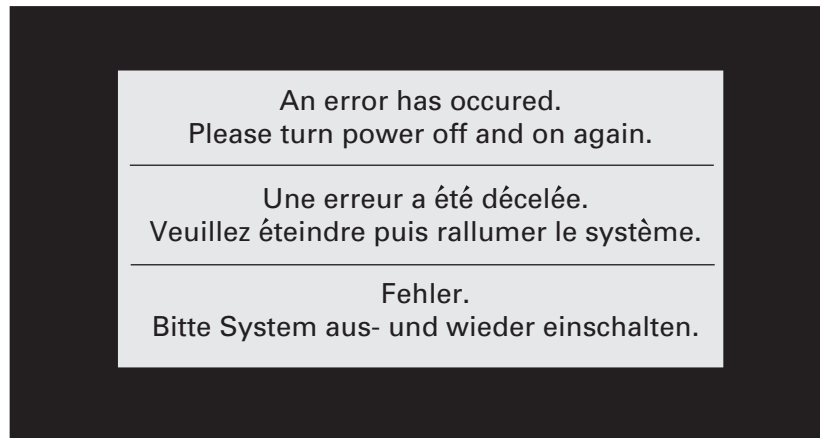 An error has occured.
Please turn power off and on again.
Une erreur a été décelée.
Veuillez éteindre puis rallumer le système.
Fehler.
Bitte System aus- und wieder einschalten.